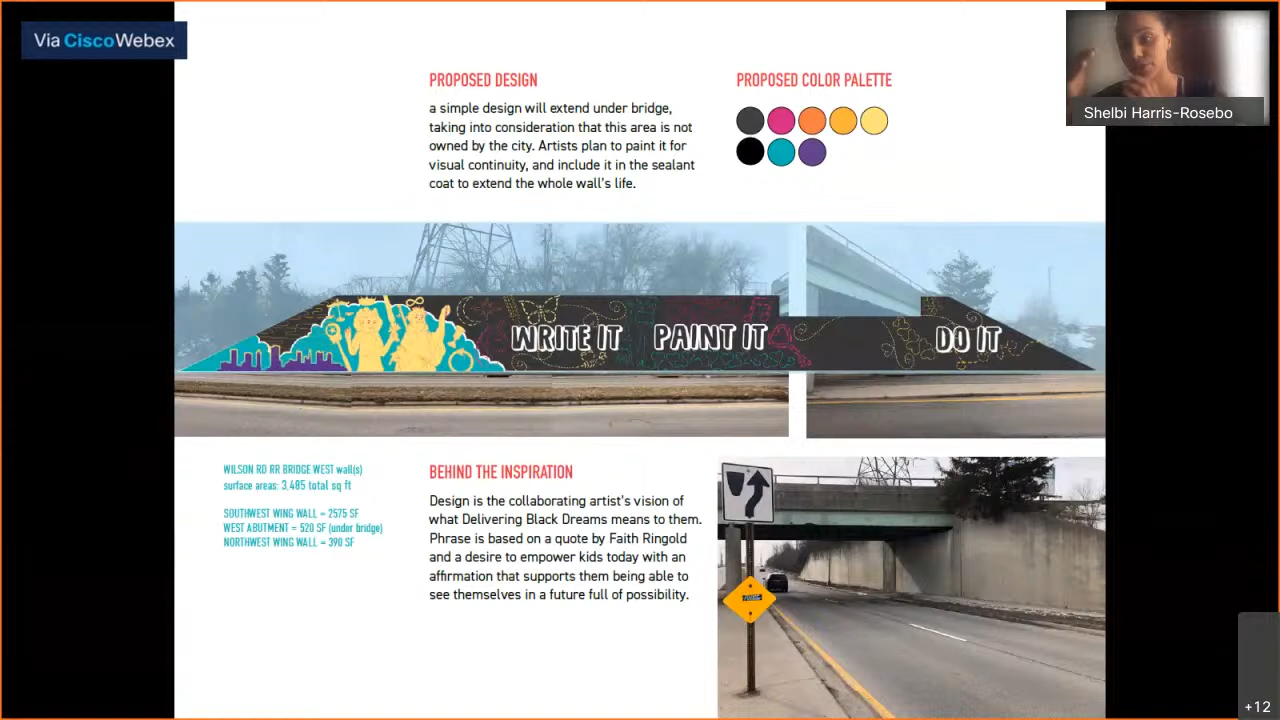 Via Cisco Webex
PROPOSED DESIGN
a simple design will extend under bridge,
taking into consideration that this area is not
owned by the city. Artists plan to paint it for
visual continuity, and include it in the sealant
coat to extend the whole wall's life.
PROPOSED COLOR PALETTE
Shelbi Harris-Rosebo
WRITE IT PAINT IT DO IT
WILSON RD RR BRIDGE WEST wall(s)
surface areas: 3,485 total sq ft
SOUTHWEST WING WALL = 2575 SF
WEST ABUTMENT = 520 SF (under bridge)
NORTHWEST WING WALL = 390 SF
BEHIND THE INSPIRATION
Design is the collaborating artist's vision of
what Delivering Black Dreams means to them.
Phrase is based on a quote by Faith Ringold
and a desire to empower kids today with an
affirmation that supports them being able to
see themselves in a future full of possibility.
+12